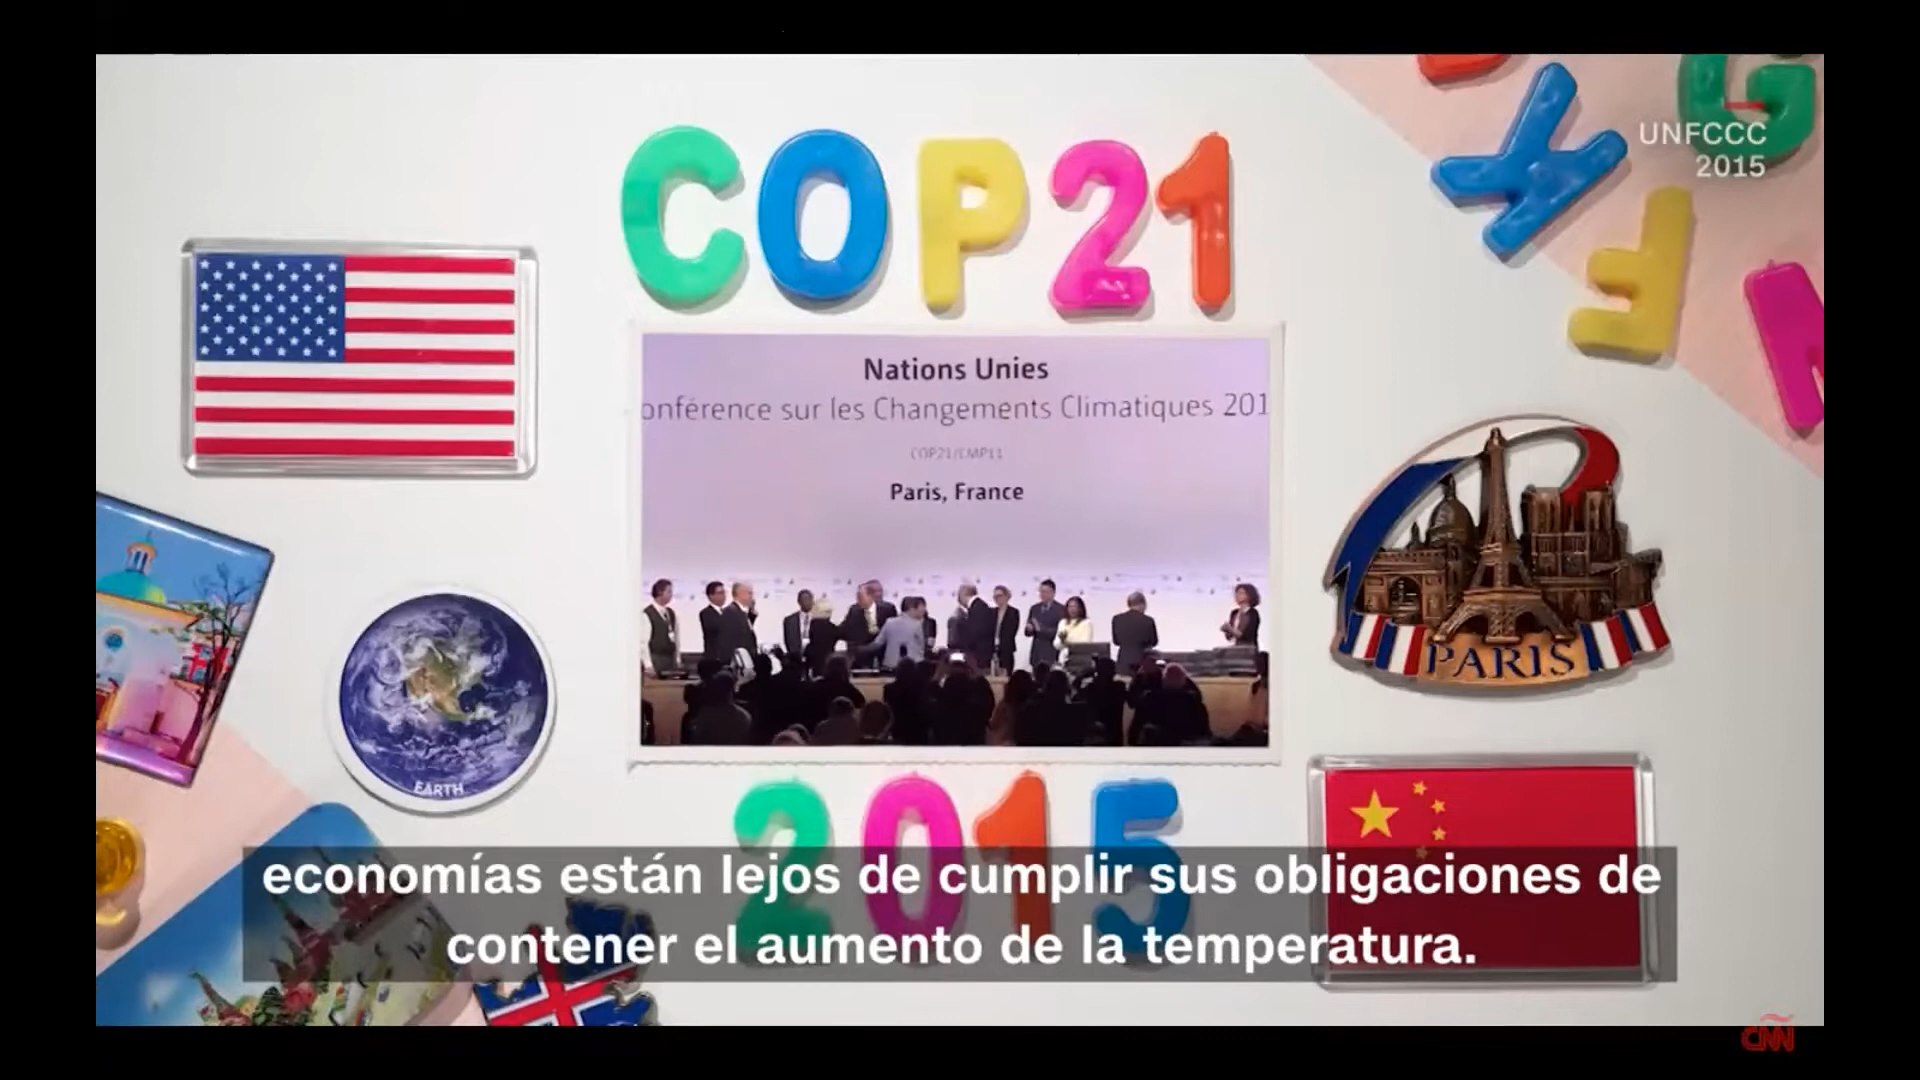 COP21
UNFCCC
2015
Nations Unies
onférence sur les Changements Climatiques 201
COP21/CMP11
Paris, France
PARIS
EARTH
2015
economías están lejos de cumplir sus obligaciones de
contener el aumento de la temperatura.
CNN